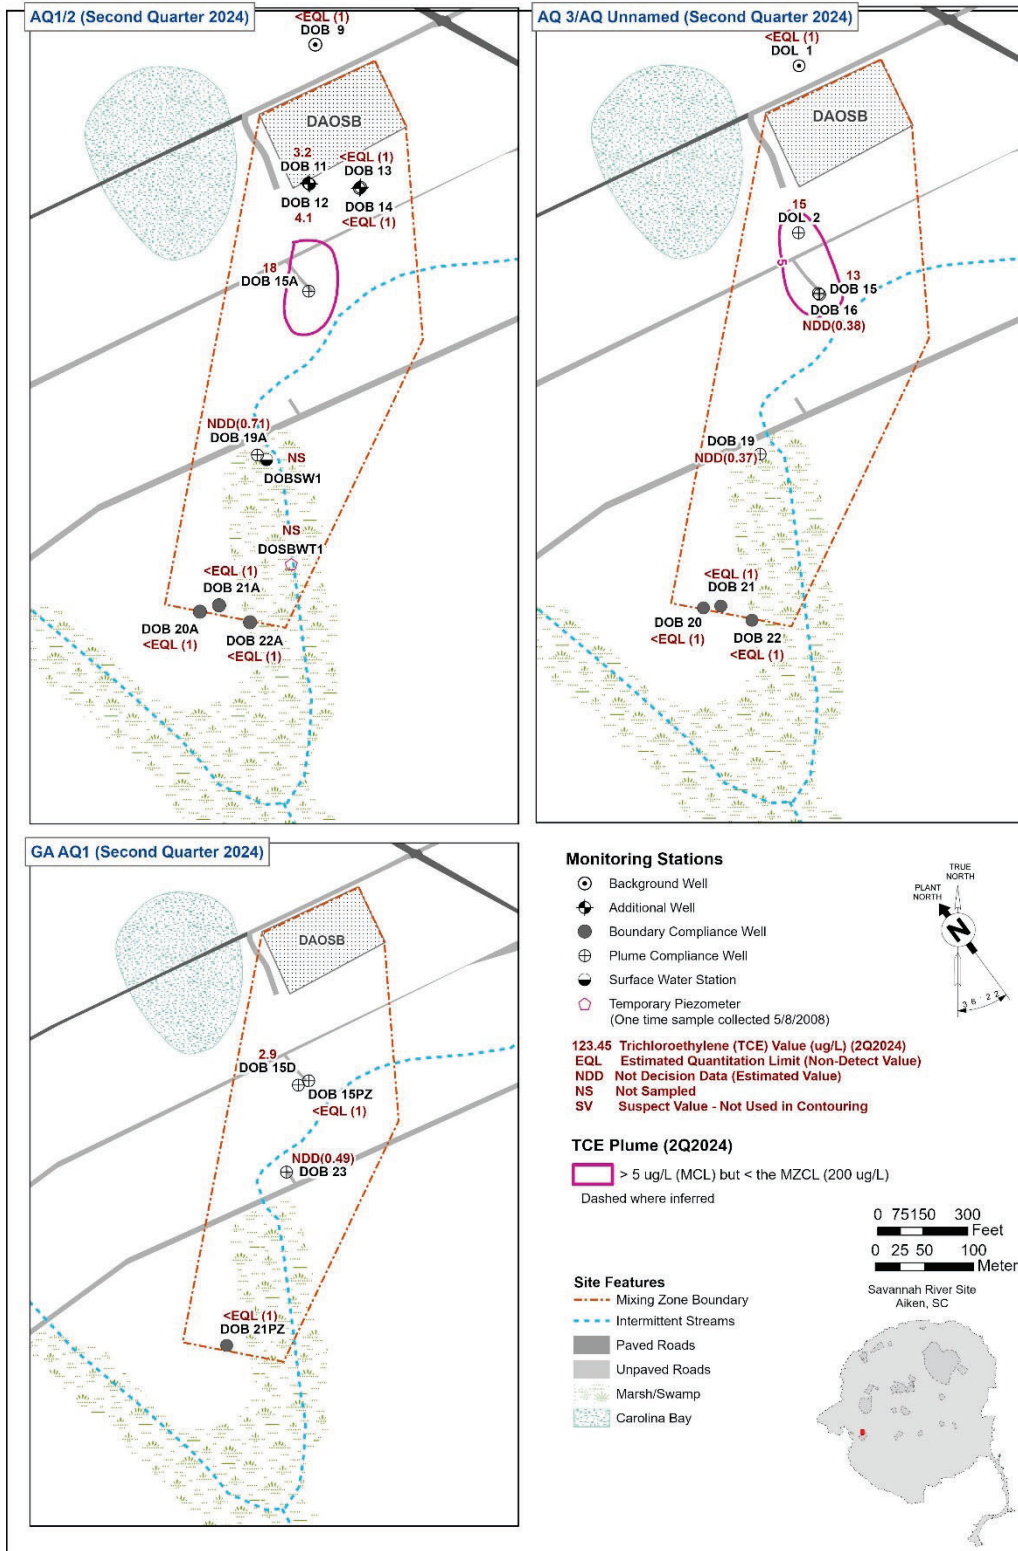 AQ1/2 (Second Quarter 2024)
<EQL (1)
DOB 9
DAOSB
3.2
DOB 11
<EQL (1)
DOB 13
DOB 12
4.1
DOB 14
<EQL (1)
18
DOB 15A
NDD(0.71)
DOB 19A
NS
DOBSW1
NS
DOSBWT1
<EQL (1)
DOB 21A
DOB 20A
<EQL (1)
DOB 22A
<EQL (1)
AQ 3/AQ Unnamed (Second Quarter 2024)
<EQL (1)
DOL 1
DAOSB
15
DOL 2
5
13
DOB 15
DOB 16
NDD(0.38)
DOB 19
NDD(0.37)
<EQL (1)
DOB 21
DOB 20
<EQL (1)
DOB 22
<EQL (1)
GA AQ1 (Second Quarter 2024)
DAOSB
2.9
DOB 15D
DOB 15PZ
<EQL (1)
NDD(0.49)
DOB 23
<EQL (1)
DOB 21PZ
Monitoring Stations
Background Well
Additional Well
Boundary Compliance Well
Plume Compliance Well
Surface Water Station
Temporary Piezometer
(One time sample collected 5/8/2008)
TRUE
NORTH
PLANT
NORTH
N
36-22
123.45 Trichloroethylene (TCE) Value (ug/L) (2Q2024)
EQL Estimated Quantitation Limit (Non-Detect Value)
NDD Not Decision Data (Estimated Value)
NS Not Sampled
SV Suspect Value - Not Used in Contouring
TCE Plume (2Q2024)
> 5 ug/L (MCL) but < the MZCL (200 ug/L)
Dashed where inferred
0 75150 300
Feet
0 25 50 100
Meter
Savannah River Site
Aiken, SC
Site Features
Mixing Zone Boundary
Intermittent Streams
Paved Roads
Unpaved Roads
Marsh/Swamp
Carolina Bay